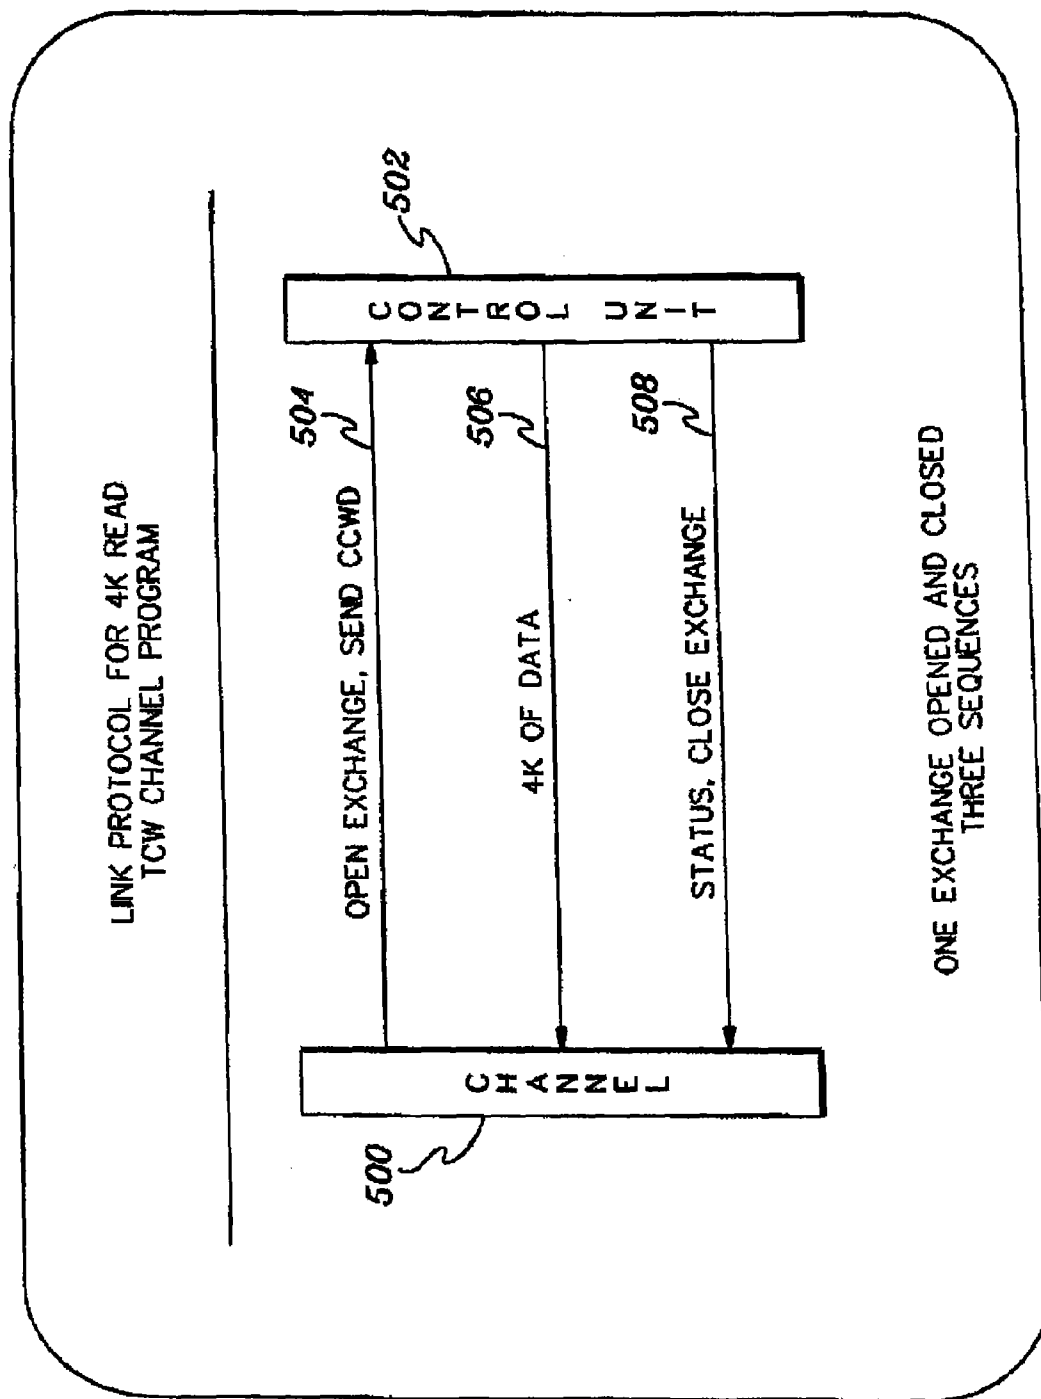 LINK PROTOCOL FOR 4K READ
TCW CHANNEL PROGRAM
500
CHANNEL
502
CONTROL UNIT
OPEN EXCHANGE, SEND CCWD
504
4K OF DATA
506
STATUS, CLOSE EXCHANGE
508
ONE EXCHANGE OPENED AND CLOSED
THREE SEQUENCES